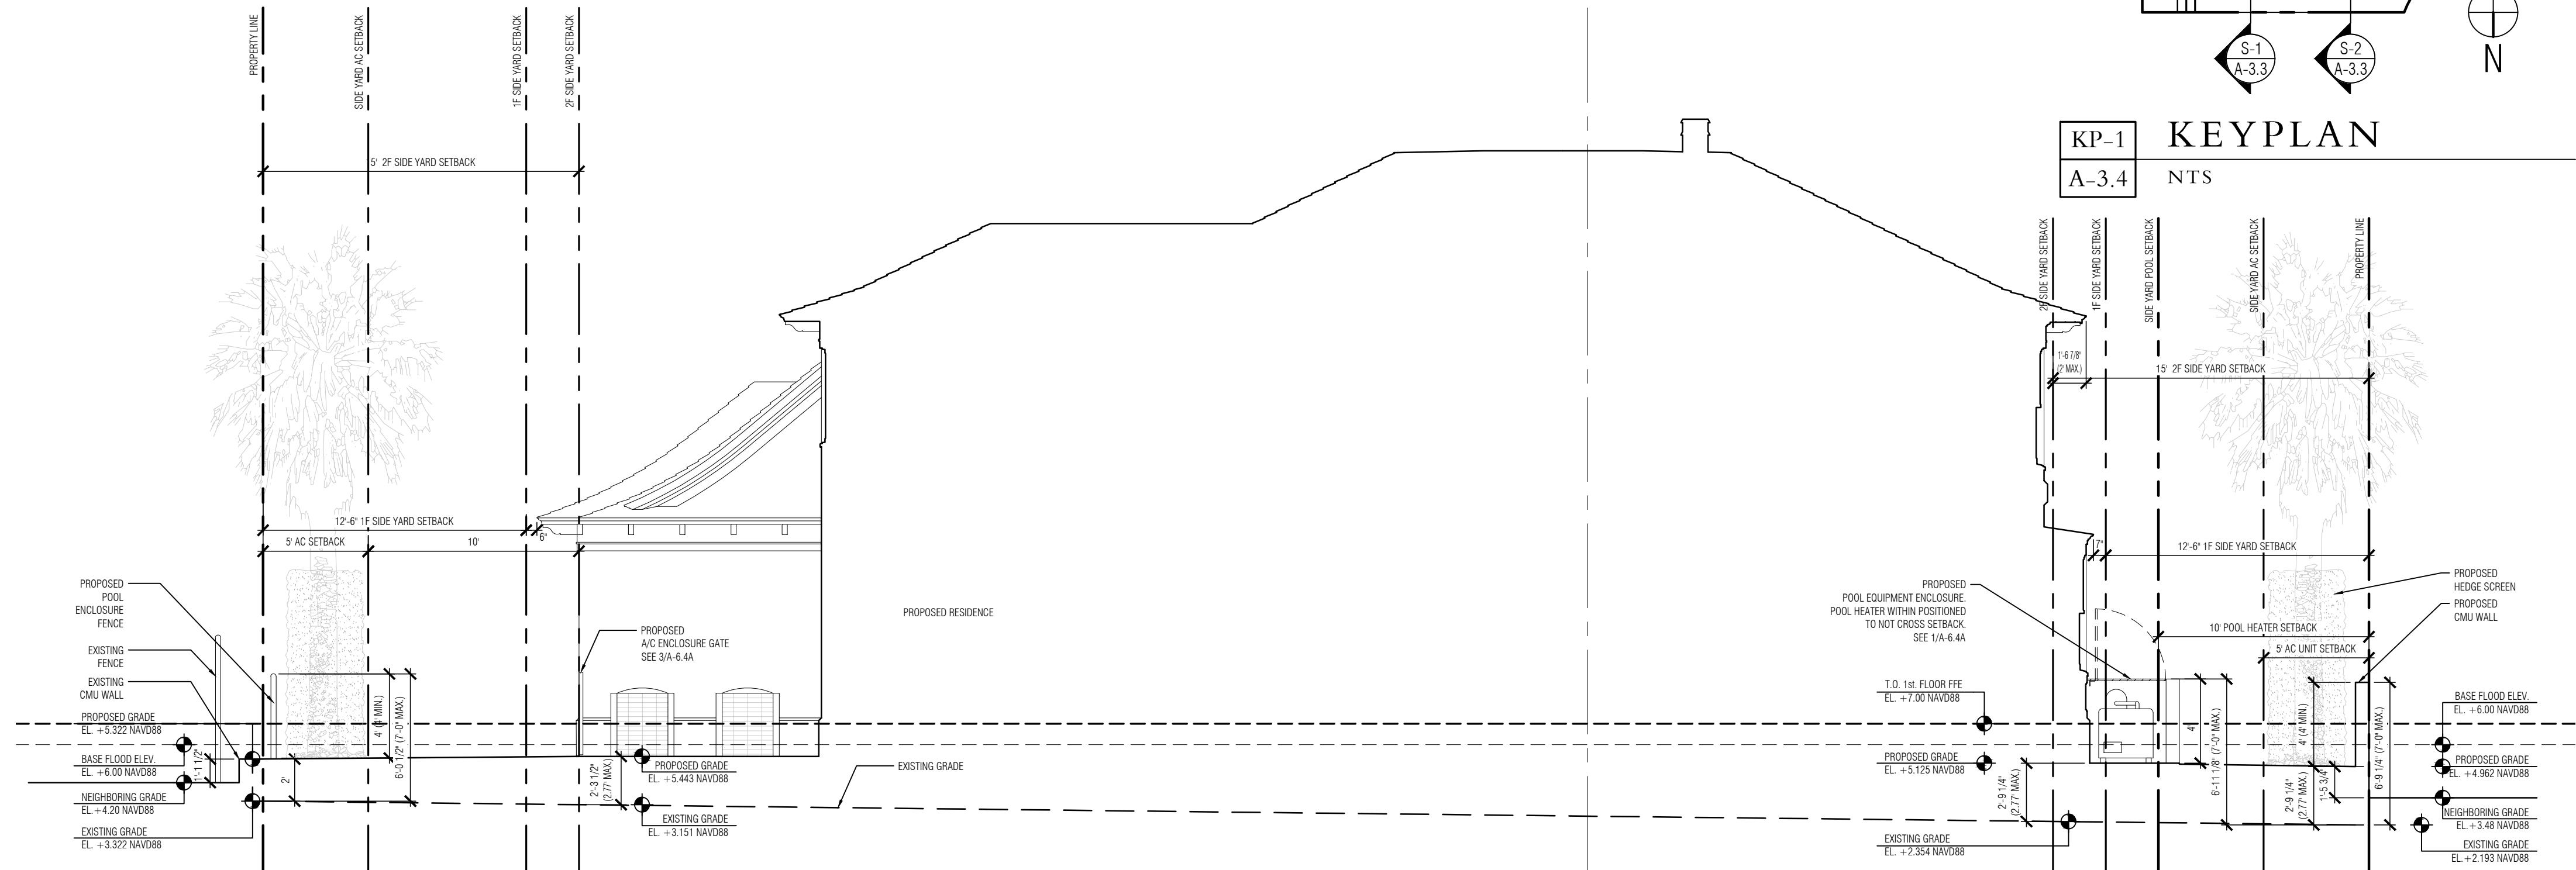 PROPERTY LINE
SIDE YARD AC SETBACK
1F SIDE YARD SETBACK
2F SIDE YARD SETBACK
15' 2F SIDE YARD SETBACK
S-1
A-3.3
S-2
A-3.3
N
KP-1
KEYPLAN
A-3.4
NTS
2F SIDE YARD SETBACK
1F SIDE YARD SETBACK
SIDE YARD POOL SETBACK
SIDE YARD AC SETBACK
PROPERTY LINE
1'-6 7/8"
(2' MAX.)
15' 2F SIDE YARD SETBACK
12'-6" 1F SIDE YARD SETBACK
6"
5' AC SETBACK
10'
7"
12'-6" 1F SIDE YARD SETBACK
PROPOSED
POOL
ENCLOSURE
FENCE
EXISTING
FENCE
EXISTING
CMU WALL
PROPOSED GRADE
EL. +5.322 NAVD88
BASE FLOOD ELEV.
EL. +6.00 NAVD88
NEIGHBORING GRADE
EL. +4.20 NAVD88
EXISTING GRADE
EL. +3.322 NAVD88
1'-1 1/2"
2'
4' (4' MIN.)
6'-0 1/2" (7'-0" MAX.)
PROPOSED
A/C ENCLOSURE GATE
SEE 3/A-6.4A
PROPOSED RESIDENCE
2'-3 1/2"
(2.77' MAX.)
PROPOSED GRADE
EL. +5.443 NAVD88
EXISTING GRADE
EL. +3.151 NAVD88
EXISTING GRADE
PROPOSED
POOL EQUIPMENT ENCLOSURE.
POOL HEATER WITHIN POSITIONED
TO NOT CROSS SETBACK.
SEE 1/A-6.4A
T.O. 1st. FLOOR FFE
EL. +7.00 NAVD88
PROPOSED GRADE
EL. +5.125 NAVD88
2'-9 1/4"
(2.77' MAX.)
EXISTING GRADE
EL. +2.354 NAVD88
10' POOL HEATER SETBACK
5' AC UNIT SETBACK
4'
6'-11 1/8" (7'-0" MAX.)
4' (4' MIN.)
2'-9 1/4"
(2.77' MAX.)
1'-5 3/4"
6'-9 1/4" (7'-0" MAX.)
PROPOSED
HEDGE SCREEN
PROPOSED
CMU WALL
BASE FLOOD ELEV.
EL. +6.00 NAVD88
PROPOSED GRADE
EL. +4.962 NAVD88
NEIGHBORING GRADE
EL. +3.48 NAVD88
EXISTING GRADE
EL. +2.193 NAVD88